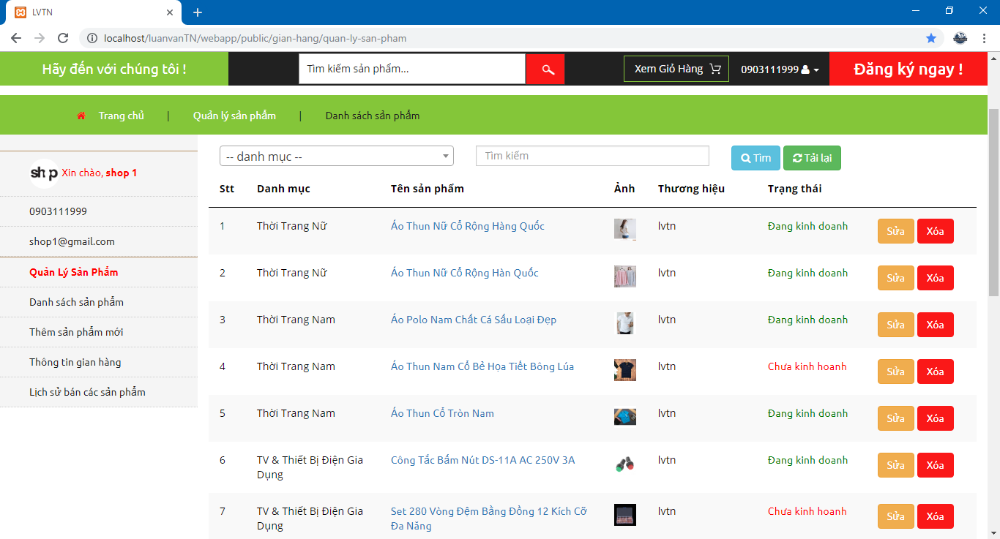 LVTN
localhost/luanvanTN/webapp/public/gian-hang/quan-ly-san-pham
Hãy đến với chúng tôi !
Tìm kiếm sản phẩm...
Xem Giỏ Hàng
0903111999
Đăng ký ngay !
Trang chủ | Quản lý sản phẩm | Danh sách sản phẩm
shop Xin chào, shop 1
0903111999
shop1@gmail.com
Quản Lý Sản Phẩm
Danh sách sản phẩm
Thêm sản phẩm mới
Thông tin gian hàng
Lịch sử bán các sản phẩm
-- danh mục --
Tìm kiếm
Tìm
Tải lại
Stt Danh mục Tên sản phẩm Ảnh Thương hiệu Trạng thái
1 Thời Trang Nữ Áo Thun Nữ Cổ Rộng Hàng Quốc lvtn Đang kinh doanh Sửa Xóa
2 Thời Trang Nữ Áo Thun Nữ Cổ Rộng Hàn Quốc lvtn Đang kinh doanh Sửa Xóa
3 Thời Trang Nam Áo Polo Nam Chất Cá Sấu Loại Đẹp lvtn Đang kinh doanh Sửa Xóa
4 Thời Trang Nam Áo Thun Nam Cổ Bẻ Họa Tiết Bông Lúa lvtn Chưa kinh hoanh Sửa Xóa
5 Thời Trang Nam Áo Thun Cổ Tròn Nam lvtn Đang kinh doanh Sửa Xóa
6 TV & Thiết Bị Điện Gia Công Tắc Bấm Nút DS-11A AC 250V 3A lvtn Đang kinh doanh Sửa Xóa
Dụng
7 TV & Thiết Bị Điện Gia Set 280 Vòng Đệm Bằng Đồng 12 Kích Cỡ lvtn Chưa kinh hoanh Sửa Xóa
Dụng Đa Năng